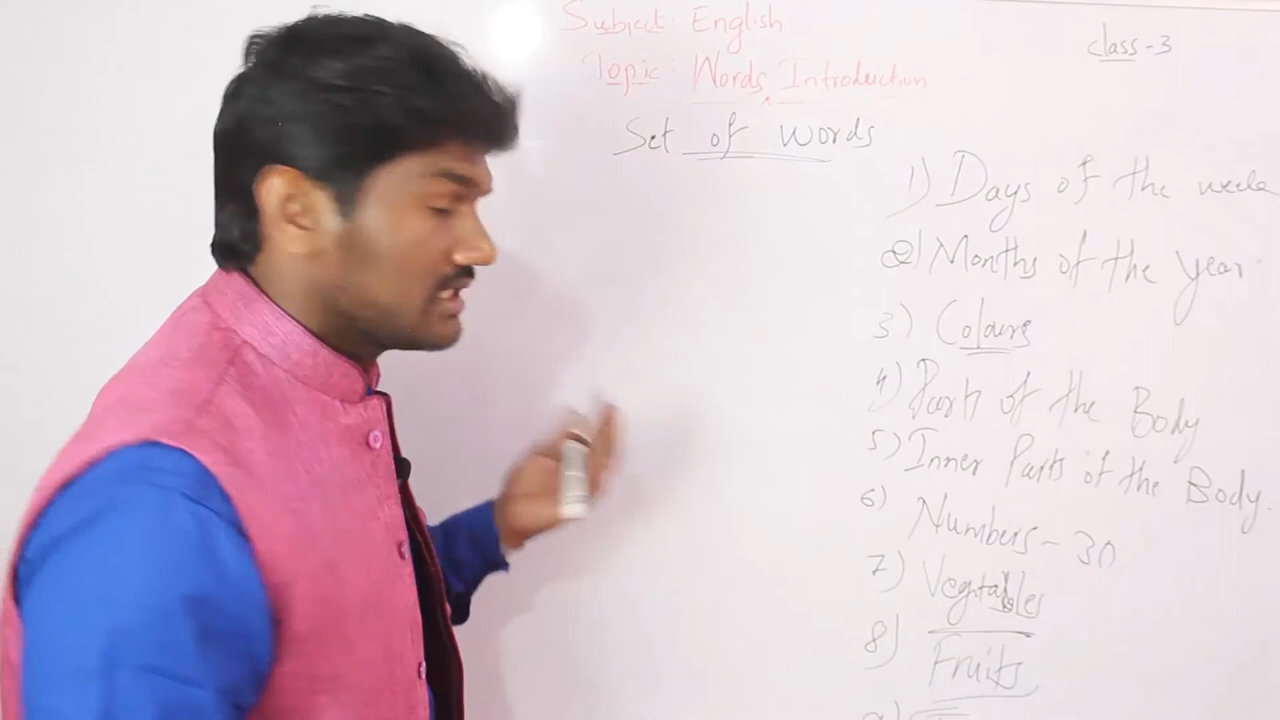 Subject: English
class-3
Topic: Words Introduction
Set of words
1) Days of the week
2) Months of the year
3) Colours
4) Parts of the Body
5) Inner Parts of the Body.
6) Numbers - 30
7) Vegtables
8) Fruits
9)